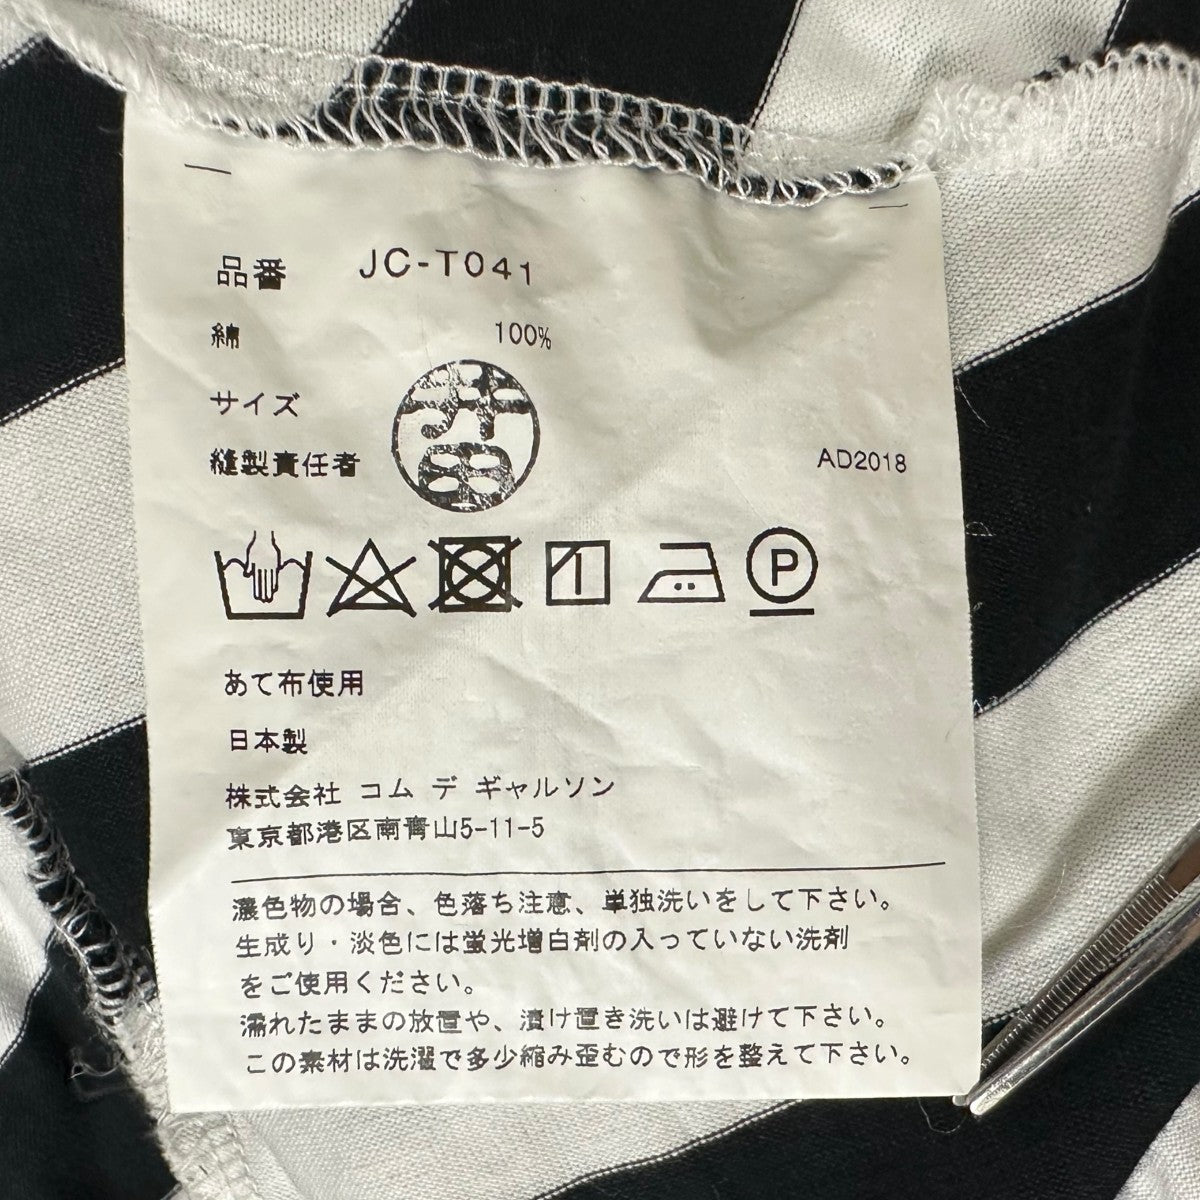 品番 JC-T041
綿 100%
サイズ
縫製責任者
AD2018
P
あて布使用
日本製
株式会社 コム デ ギャルソン
東京都港区南青山5-11-5
濃色物の場合、色落ち注意、単独洗いをして下さい。
生成り・淡色には蛍光増白剤の入っていない洗剤
をご使用ください。
濡れたままの放置や、漬け置き洗いは避けて下さい。
この素材は洗濯で多少縮み歪むので形を整えて下さい。